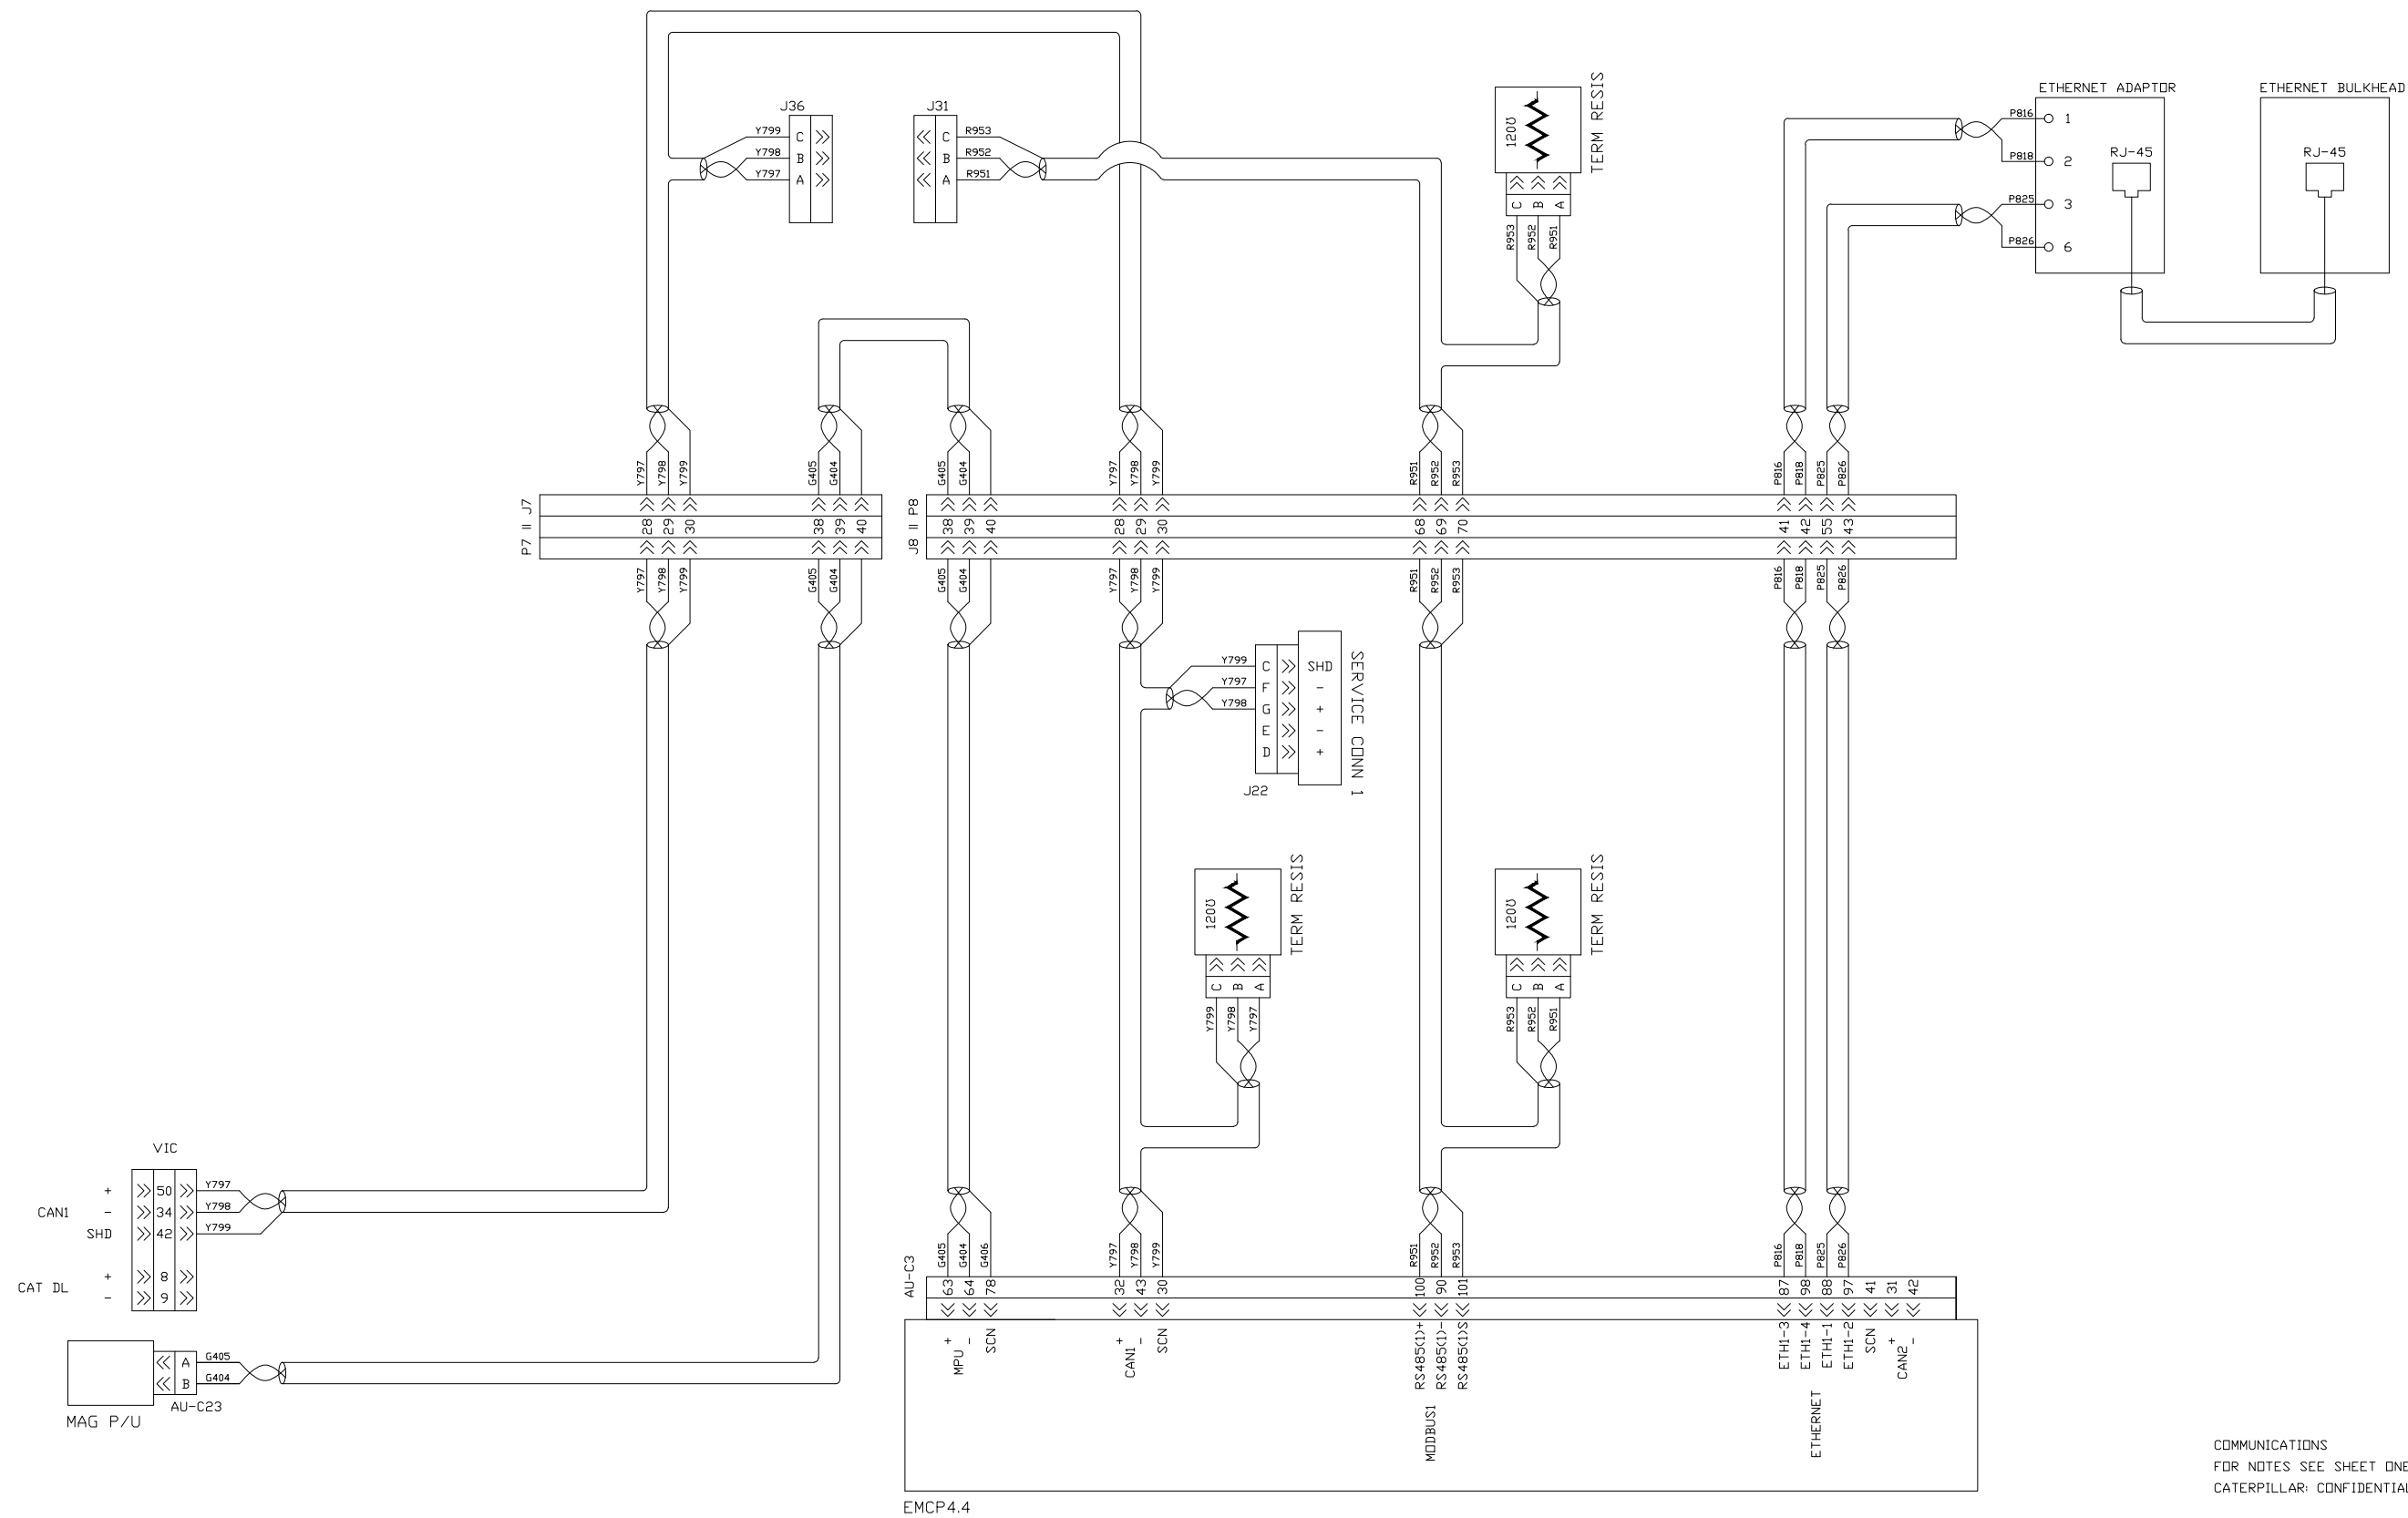 ETHERNET ADAPTOR
ETHERNET BULKHEAD
TERM RESIS
120Ʊ
J36
Y799 C
Y798 B
Y797 A
J31
C R953
B R952
A R951
C B A
R953 R952 R951
P816 1
P818 2
P825 3
P826 6
RJ-45
RJ-45
Y797 Y798 Y799
G405 G404
G405 G404
Y797 Y798 Y799
R951 R952 R953
P816 P818 P825 P826
P7 II J7
28 29 30 38 39 40
J8 II P8
38 39 40 28 29 30 68 69 70 41 42 55 43
Y797 Y798 Y799
G405 G404
G405 G404
Y797 Y798 Y799
R951 R952 R953
P816 P818 P825 P826
Y799 C SHD
Y797 F -
Y798 G +
E -
D +
J22
SERVICE CONN 1
120Ʊ
TERM RESIS
C B A
Y799 Y798 Y797
120Ʊ
TERM RESIS
C B A
R953 R952 R951
VIC
CAN1
+ 50 Y797
- 34 Y798
SHD 42 Y799
CAT DL
+ 8
- 9
MAG P/U
A G405
B G404
AU-C23
G405 G404 G406
Y797 Y798 Y799
R951 R952 R953
P816 P818 P825 P826
AU-C3
63 64 78 32 43 30 100 90 101 87 98 88 97 41 31 42
+ - SCN
MPU
+ - SCN
CAN1
RS485(1)+ RS485(1)- RS485(1)S
MODBUS1
ETH1-3 ETH1-4 ETH1-1 ETH1-2 SCN
ETHERNET
+ -
CAN2
EMCP4.4
COMMUNICATIONS
FOR NOTES SEE SHEET ONE
CATERPILLAR: CONFIDENTIAL